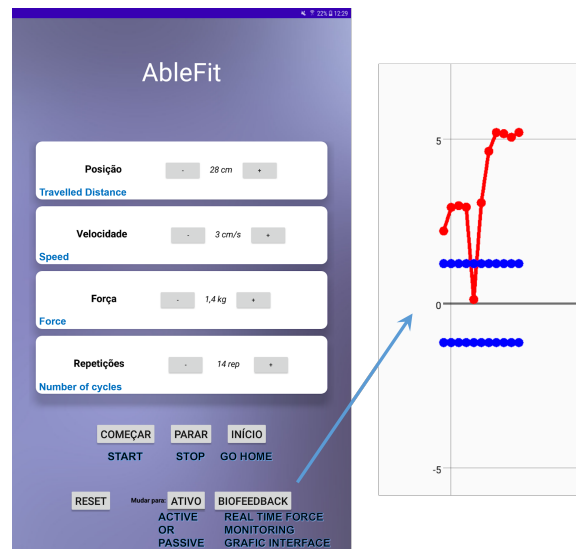 22% 12:29
AbleFit
Posição - 28 cm +
Travelled Distance
Velocidade - 3 cm/s +
Speed
Força - 1,4 kg +
Force
Repetições - 14 rep +
Number of cycles
COMEÇAR PARAR INÍCIO
START STOP GO HOME
RESET Mudar para: ATIVO BIOFEEDBACK
ACTIVE REAL TIME FORCE
OR MONITORING
PASSIVE GRAFIC INTERFACE
5
0
-5